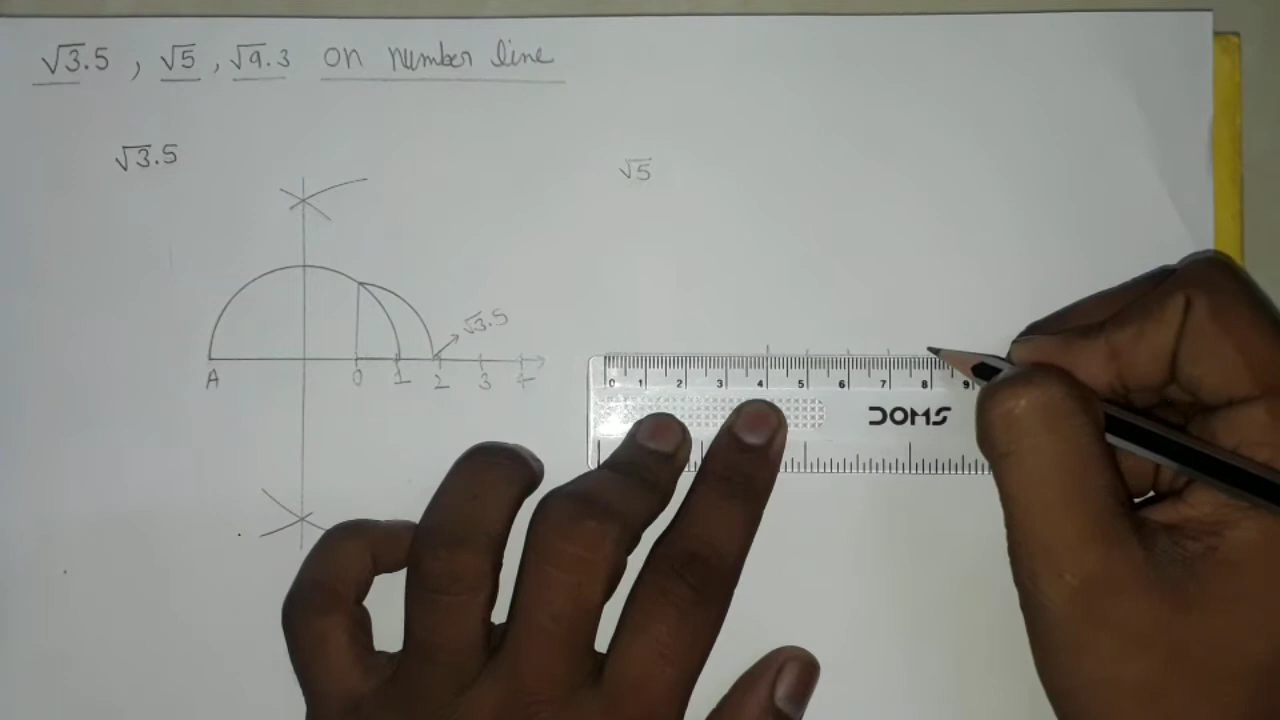 √3.5 , √5 , √9.3 on number line
√3.5
√5
√3.5
A 0 1 2 3 4
0 1 2 3 4 5 6 7 8 9
DOMS